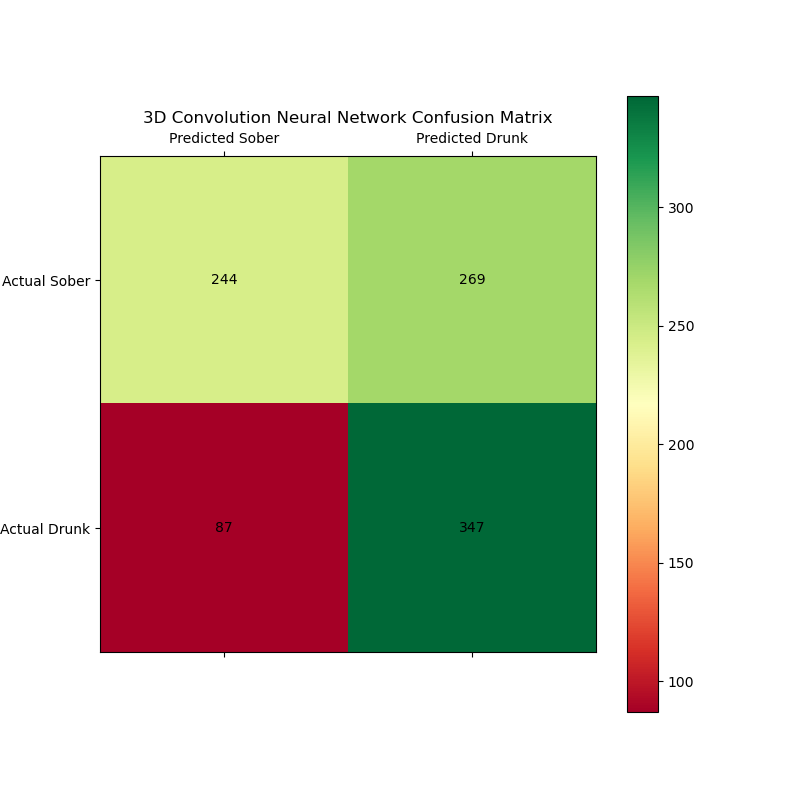 3D Convolution Neural Network Confusion Matrix
Predicted Sober Predicted Drunk
Actual Sober 244 269
Actual Drunk 87 347
300
250
200
150
100